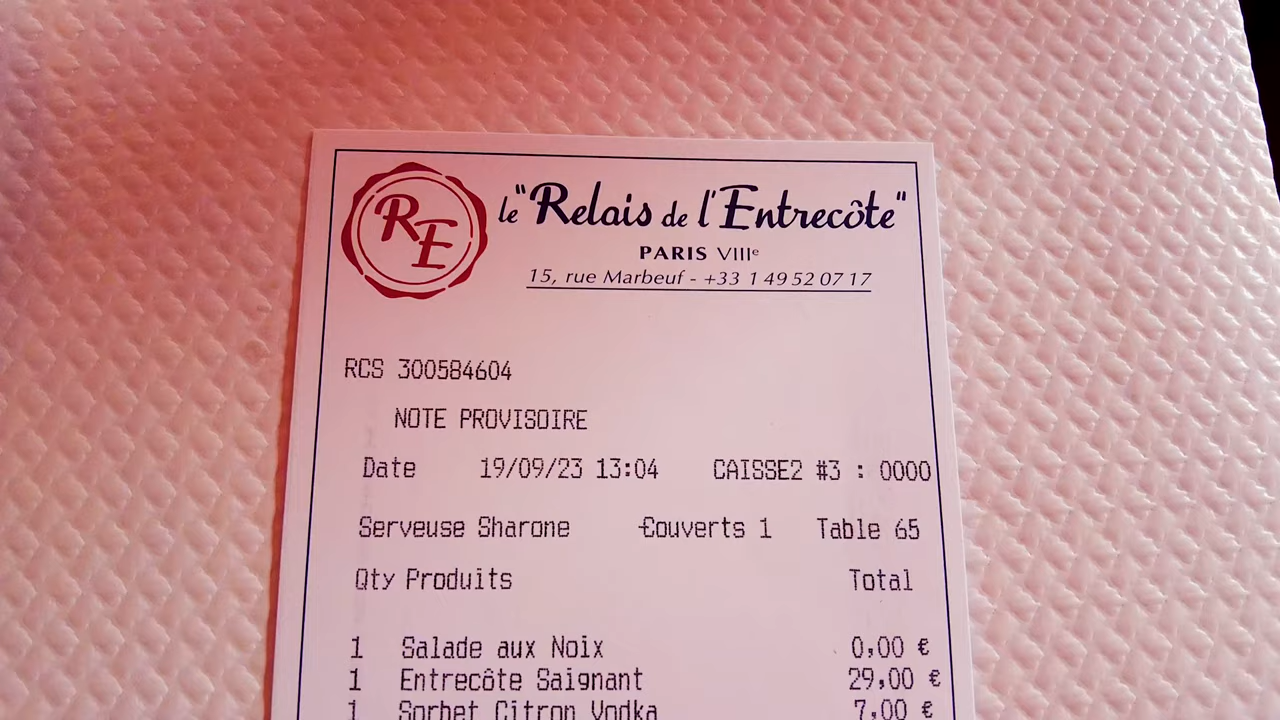 RE
le "Relais de l'Entrecôte"
PARIS VIIIe
15, rue Marbeuf - +33 1 49 52 07 17
RCS 300584604
NOTE PROVISOIRE
Date 19/09/23 13:04 CAISSE2 #3 : 0000
Serveuse Sharone Couverts 1 Table 65
Qty Produits Total
1 Salade aux Noix 0,00 €
1 Entrecôte Saignant 29,00 €
1 Sorbet Citron Vodka 7,00 €